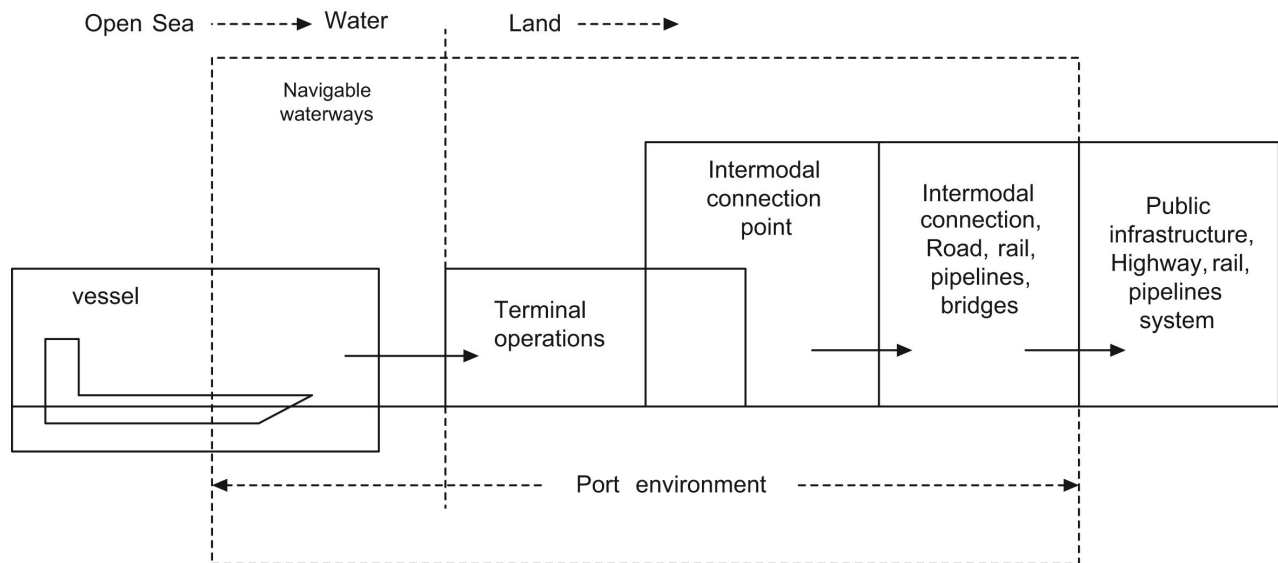 Open Sea
Water
Land
Navigable
waterways
vessel
Terminal
operations
Intermodal
connection
point
Intermodal
connection,
Road, rail,
pipelines,
bridges
Public
infrastructure,
Highway, rail,
pipelines
system
Port environment